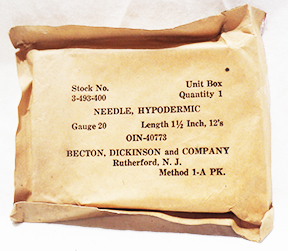 Stock No. Unit Box
3-493-400 Quantity 1
NEEDLE, HYPODERMIC
Gauge 20 Length 1½ Inch, 12's
OIN-40773
BECTON, DICKINSON and COMPANY
Rutherford, N. J.
Method 1-A PK.